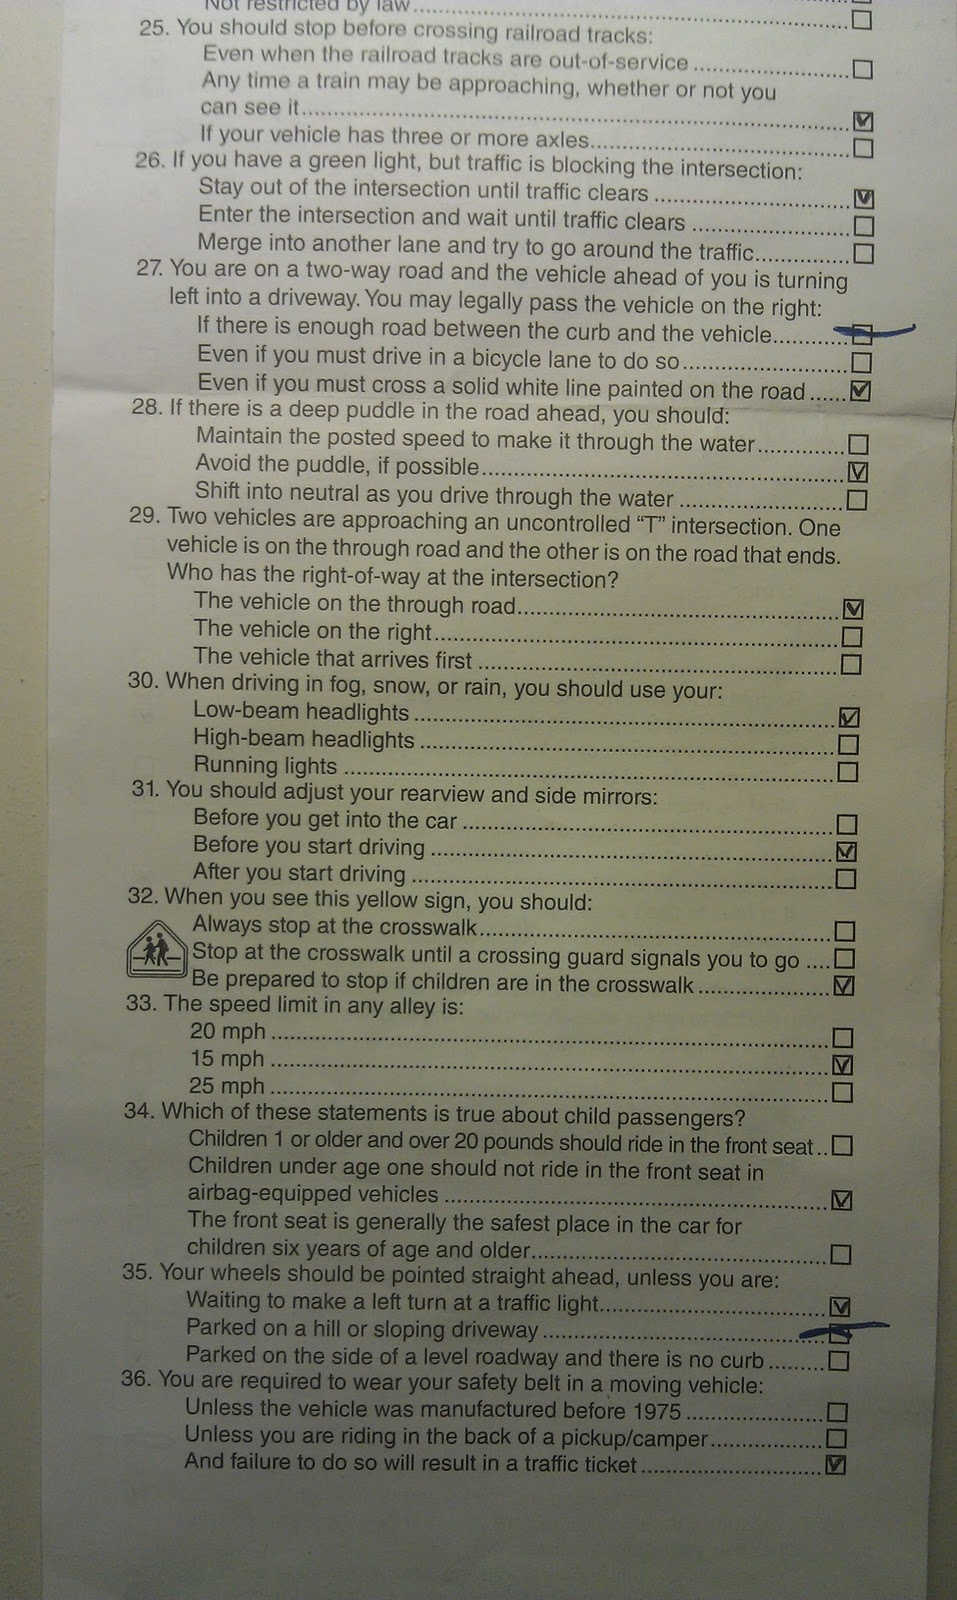 Not restricted by law
25. You should stop before crossing railroad tracks:
Even when the railroad tracks are out-of-service
Any time a train may be approaching, whether or not you
can see it
If your vehicle has three or more axles
26. If you have a green light, but traffic is blocking the intersection:
Stay out of the intersection until traffic clears
Enter the intersection and wait until traffic clears
Merge into another lane and try to go around the traffic
27. You are on a two-way road and the vehicle ahead of you is turning
left into a driveway. You may legally pass the vehicle on the right:
If there is enough road between the curb and the vehicle
Even if you must drive in a bicycle lane to do so
Even if you must cross a solid white line painted on the road
28. If there is a deep puddle in the road ahead, you should:
Maintain the posted speed to make it through the water
Avoid the puddle, if possible
Shift into neutral as you drive through the water
29. Two vehicles are approaching an uncontrolled “T” intersection. One
vehicle is on the through road and the other is on the road that ends.
Who has the right-of-way at the intersection?
The vehicle on the through road
The vehicle on the right
The vehicle that arrives first
30. When driving in fog, snow, or rain, you should use your:
Low-beam headlights
High-beam headlights
Running lights
31. You should adjust your rearview and side mirrors:
Before you get into the car
Before you start driving
After you start driving
32. When you see this yellow sign, you should:
Always stop at the crosswalk
Stop at the crosswalk until a crossing guard signals you to go
Be prepared to stop if children are in the crosswalk
33. The speed limit in any alley is:
20 mph
15 mph
25 mph
34. Which of these statements is true about child passengers?
Children 1 or older and over 20 pounds should ride in the front seat
Children under age one should not ride in the front seat in
airbag-equipped vehicles
The front seat is generally the safest place in the car for
children six years of age and older
35. Your wheels should be pointed straight ahead, unless you are:
Waiting to make a left turn at a traffic light
Parked on a hill or sloping driveway
Parked on the side of a level roadway and there is no curb
36. You are required to wear your safety belt in a moving vehicle:
Unless the vehicle was manufactured before 1975
Unless you are riding in the back of a pickup/camper
And failure to do so will result in a traffic ticket